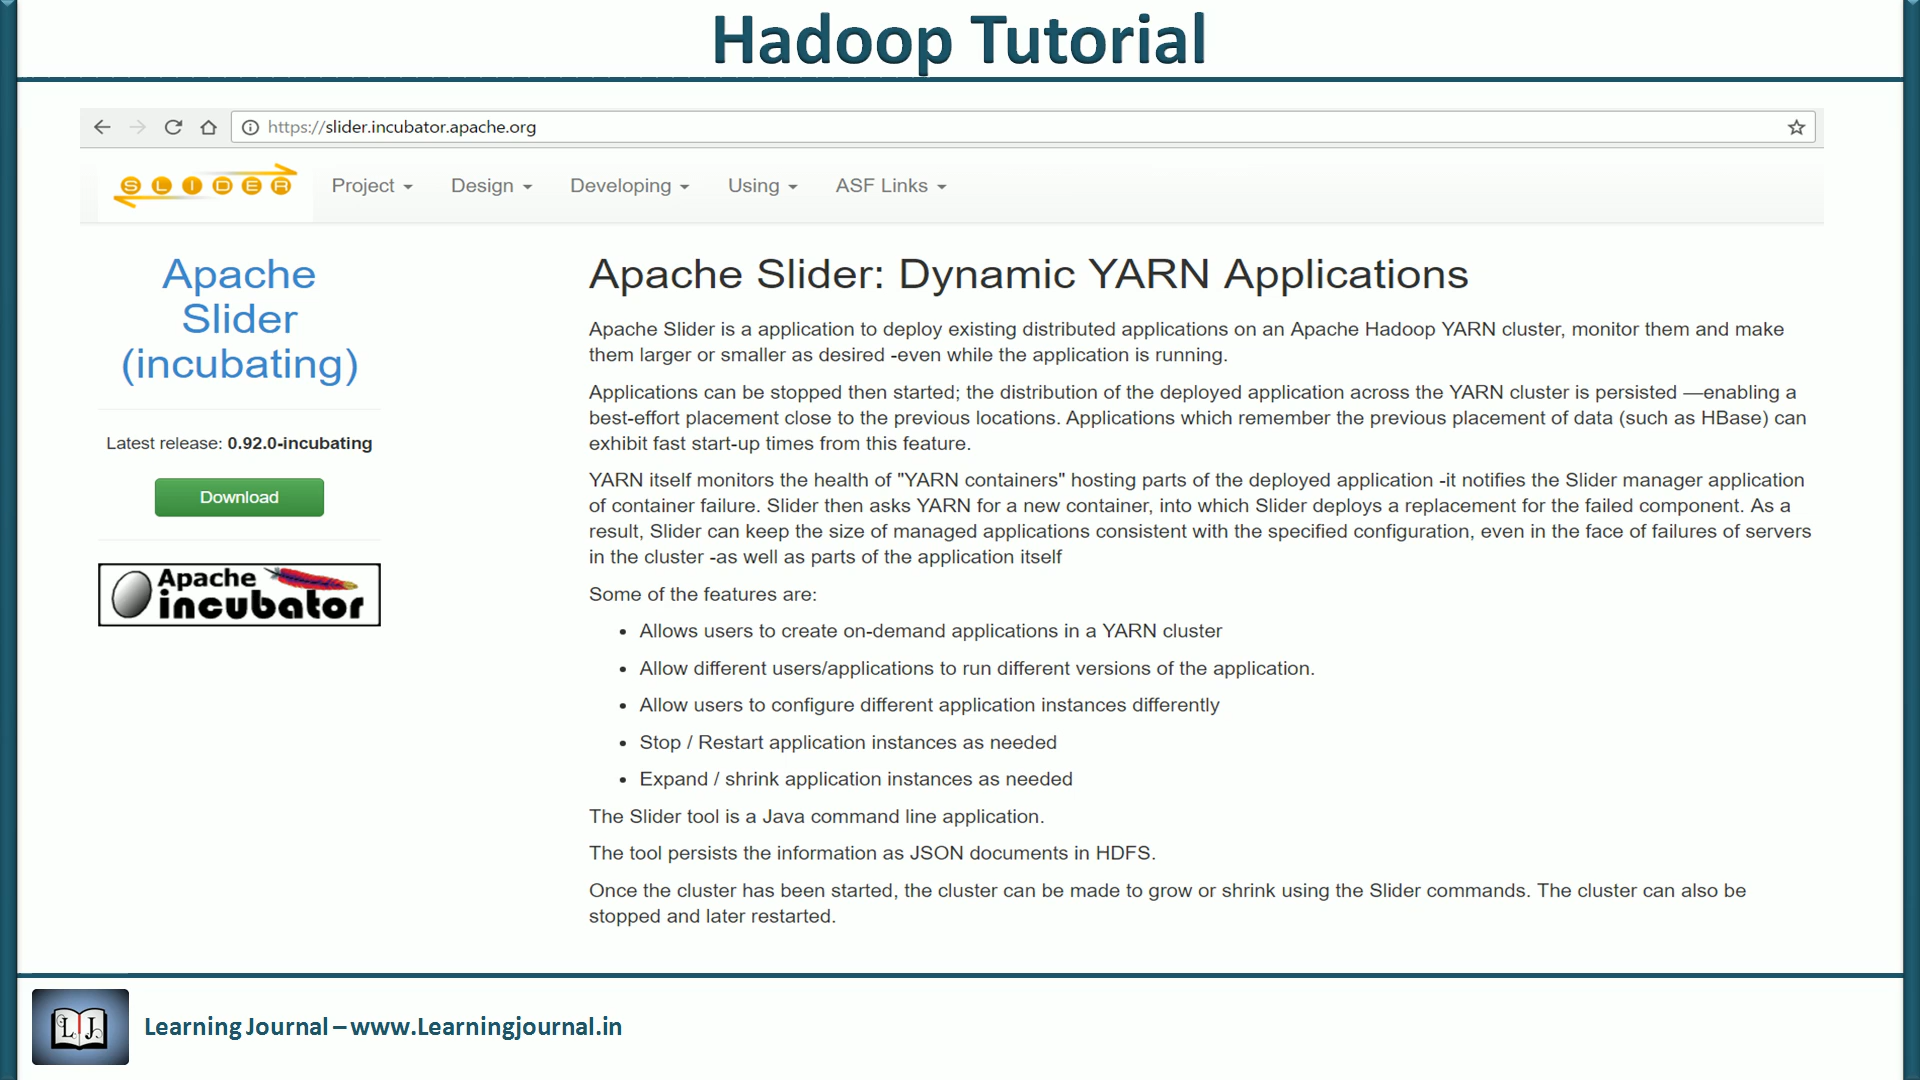 Hadoop Tutorial
https://slider.incubator.apache.org
SLIDER
Project
Design
Developing
Using
ASF Links
Apache
Slider
(incubating)
Latest release: 0.92.0-incubating
Download
Apache
incubator
Apache Slider: Dynamic YARN Applications
Apache Slider is a application to deploy existing distributed applications on an Apache Hadoop YARN cluster, monitor them and make
them larger or smaller as desired -even while the application is running.
Applications can be stopped then started; the distribution of the deployed application across the YARN cluster is persisted —enabling a
best-effort placement close to the previous locations. Applications which remember the previous placement of data (such as HBase) can
exhibit fast start-up times from this feature.
YARN itself monitors the health of "YARN containers" hosting parts of the deployed application -it notifies the Slider manager application
of container failure. Slider then asks YARN for a new container, into which Slider deploys a replacement for the failed component. As a
result, Slider can keep the size of managed applications consistent with the specified configuration, even in the face of failures of servers
in the cluster -as well as parts of the application itself
Some of the features are:
• Allows users to create on-demand applications in a YARN cluster
• Allow different users/applications to run different versions of the application.
• Allow users to configure different application instances differently
• Stop / Restart application instances as needed
• Expand / shrink application instances as needed
The Slider tool is a Java command line application.
The tool persists the information as JSON documents in HDFS.
Once the cluster has been started, the cluster can be made to grow or shrink using the Slider commands. The cluster can also be
stopped and later restarted.
LJ
Learning Journal – www.Learningjournal.in